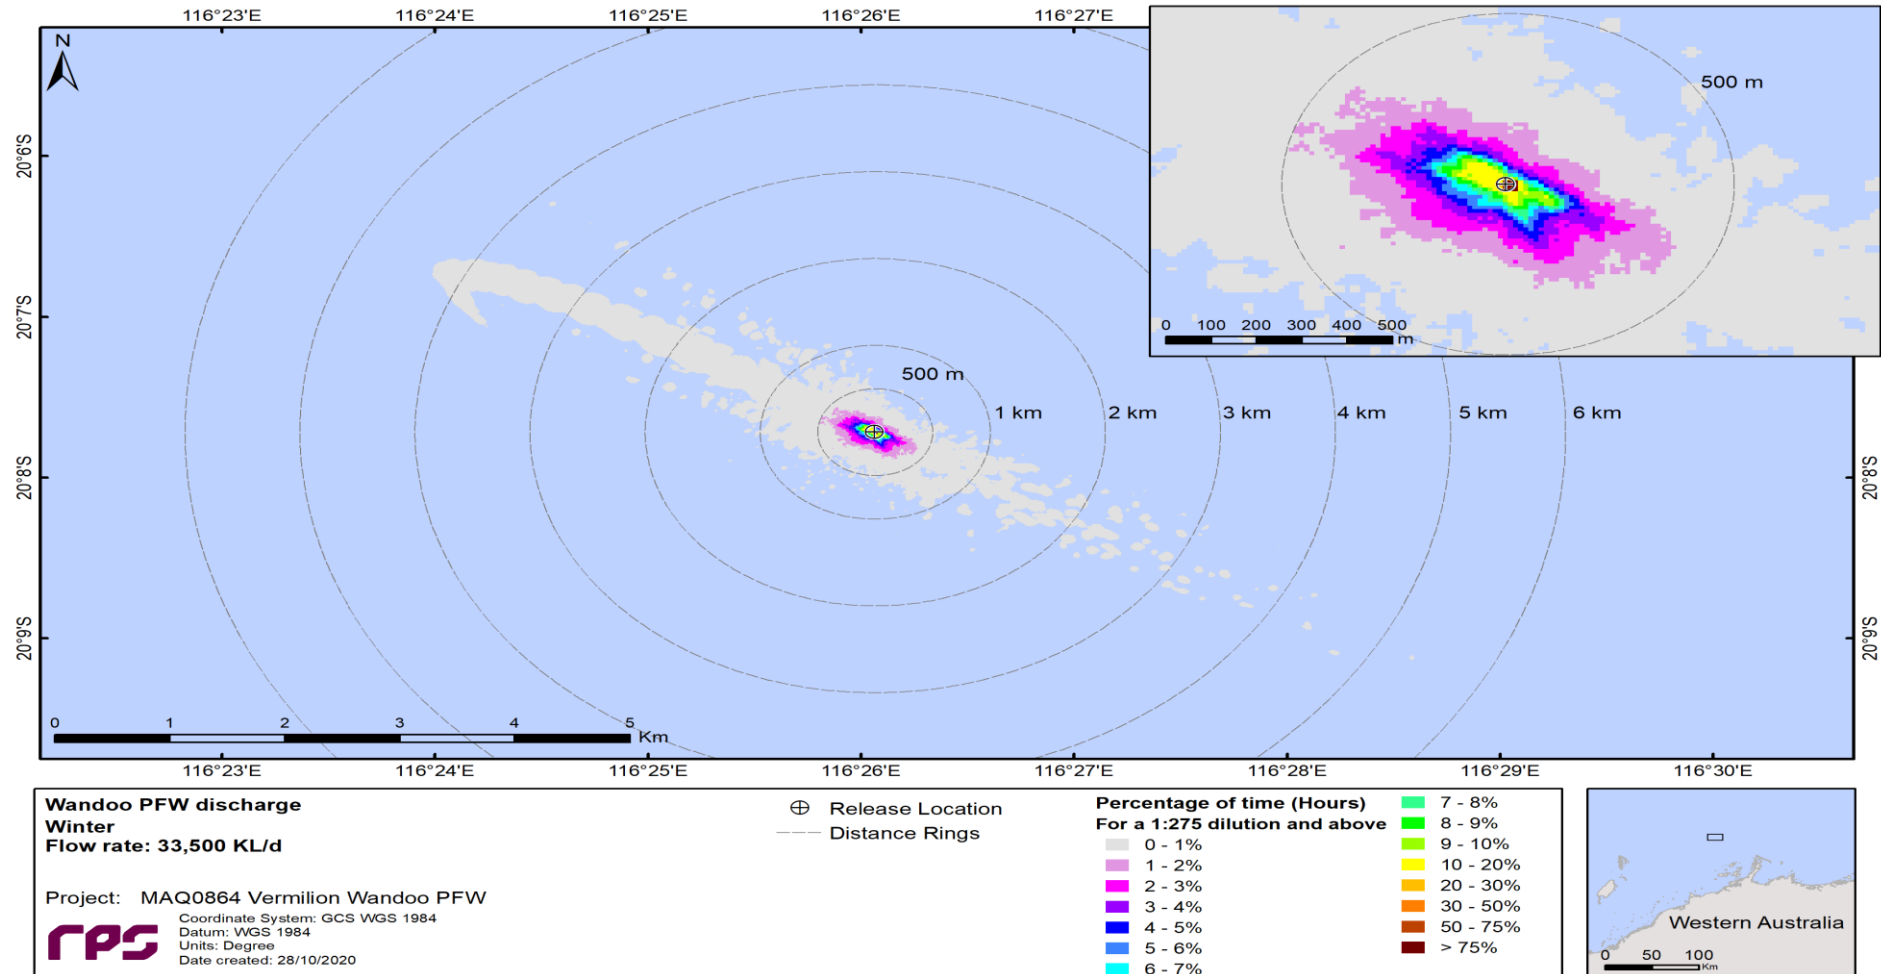 116°23'E
116°24'E
116°25'E
116°26'E
116°27'E
N
500 m
0 100 200 300 400 500
m
20°6'S
20°7'S
20°8'S
20°9'S
20°8'S
20°9'S
500 m
1 km
2 km
3 km
4 km
5 km
6 km
0 1 2 3 4 5
Km
116°23'E
116°24'E
116°25'E
116°26'E
116°27'E
116°28'E
116°29'E
116°30'E
Wandoo PFW discharge
Winter
Flow rate: 33,500 KL/d
Project: MAQ0864 Vermilion Wandoo PFW
rps
Coordinate System: GCS WGS 1984
Datum: WGS 1984
Units: Degree
Date created: 28/10/2020
Release Location
Distance Rings
Percentage of time (Hours)
For a 1:275 dilution and above
0 - 1%
1 - 2%
2 - 3%
3 - 4%
4 - 5%
5 - 6%
6 - 7%
7 - 8%
8 - 9%
9 - 10%
10 - 20%
20 - 30%
30 - 50%
50 - 75%
> 75%
Western Australia
0 50 100
Km